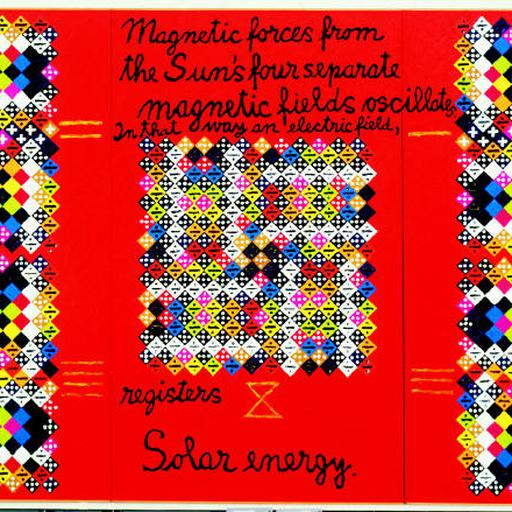 Magnetic forces from
the Sun's four separate
magnetic fields oscillate.
In that way an electric field,
registers
Solar energy.